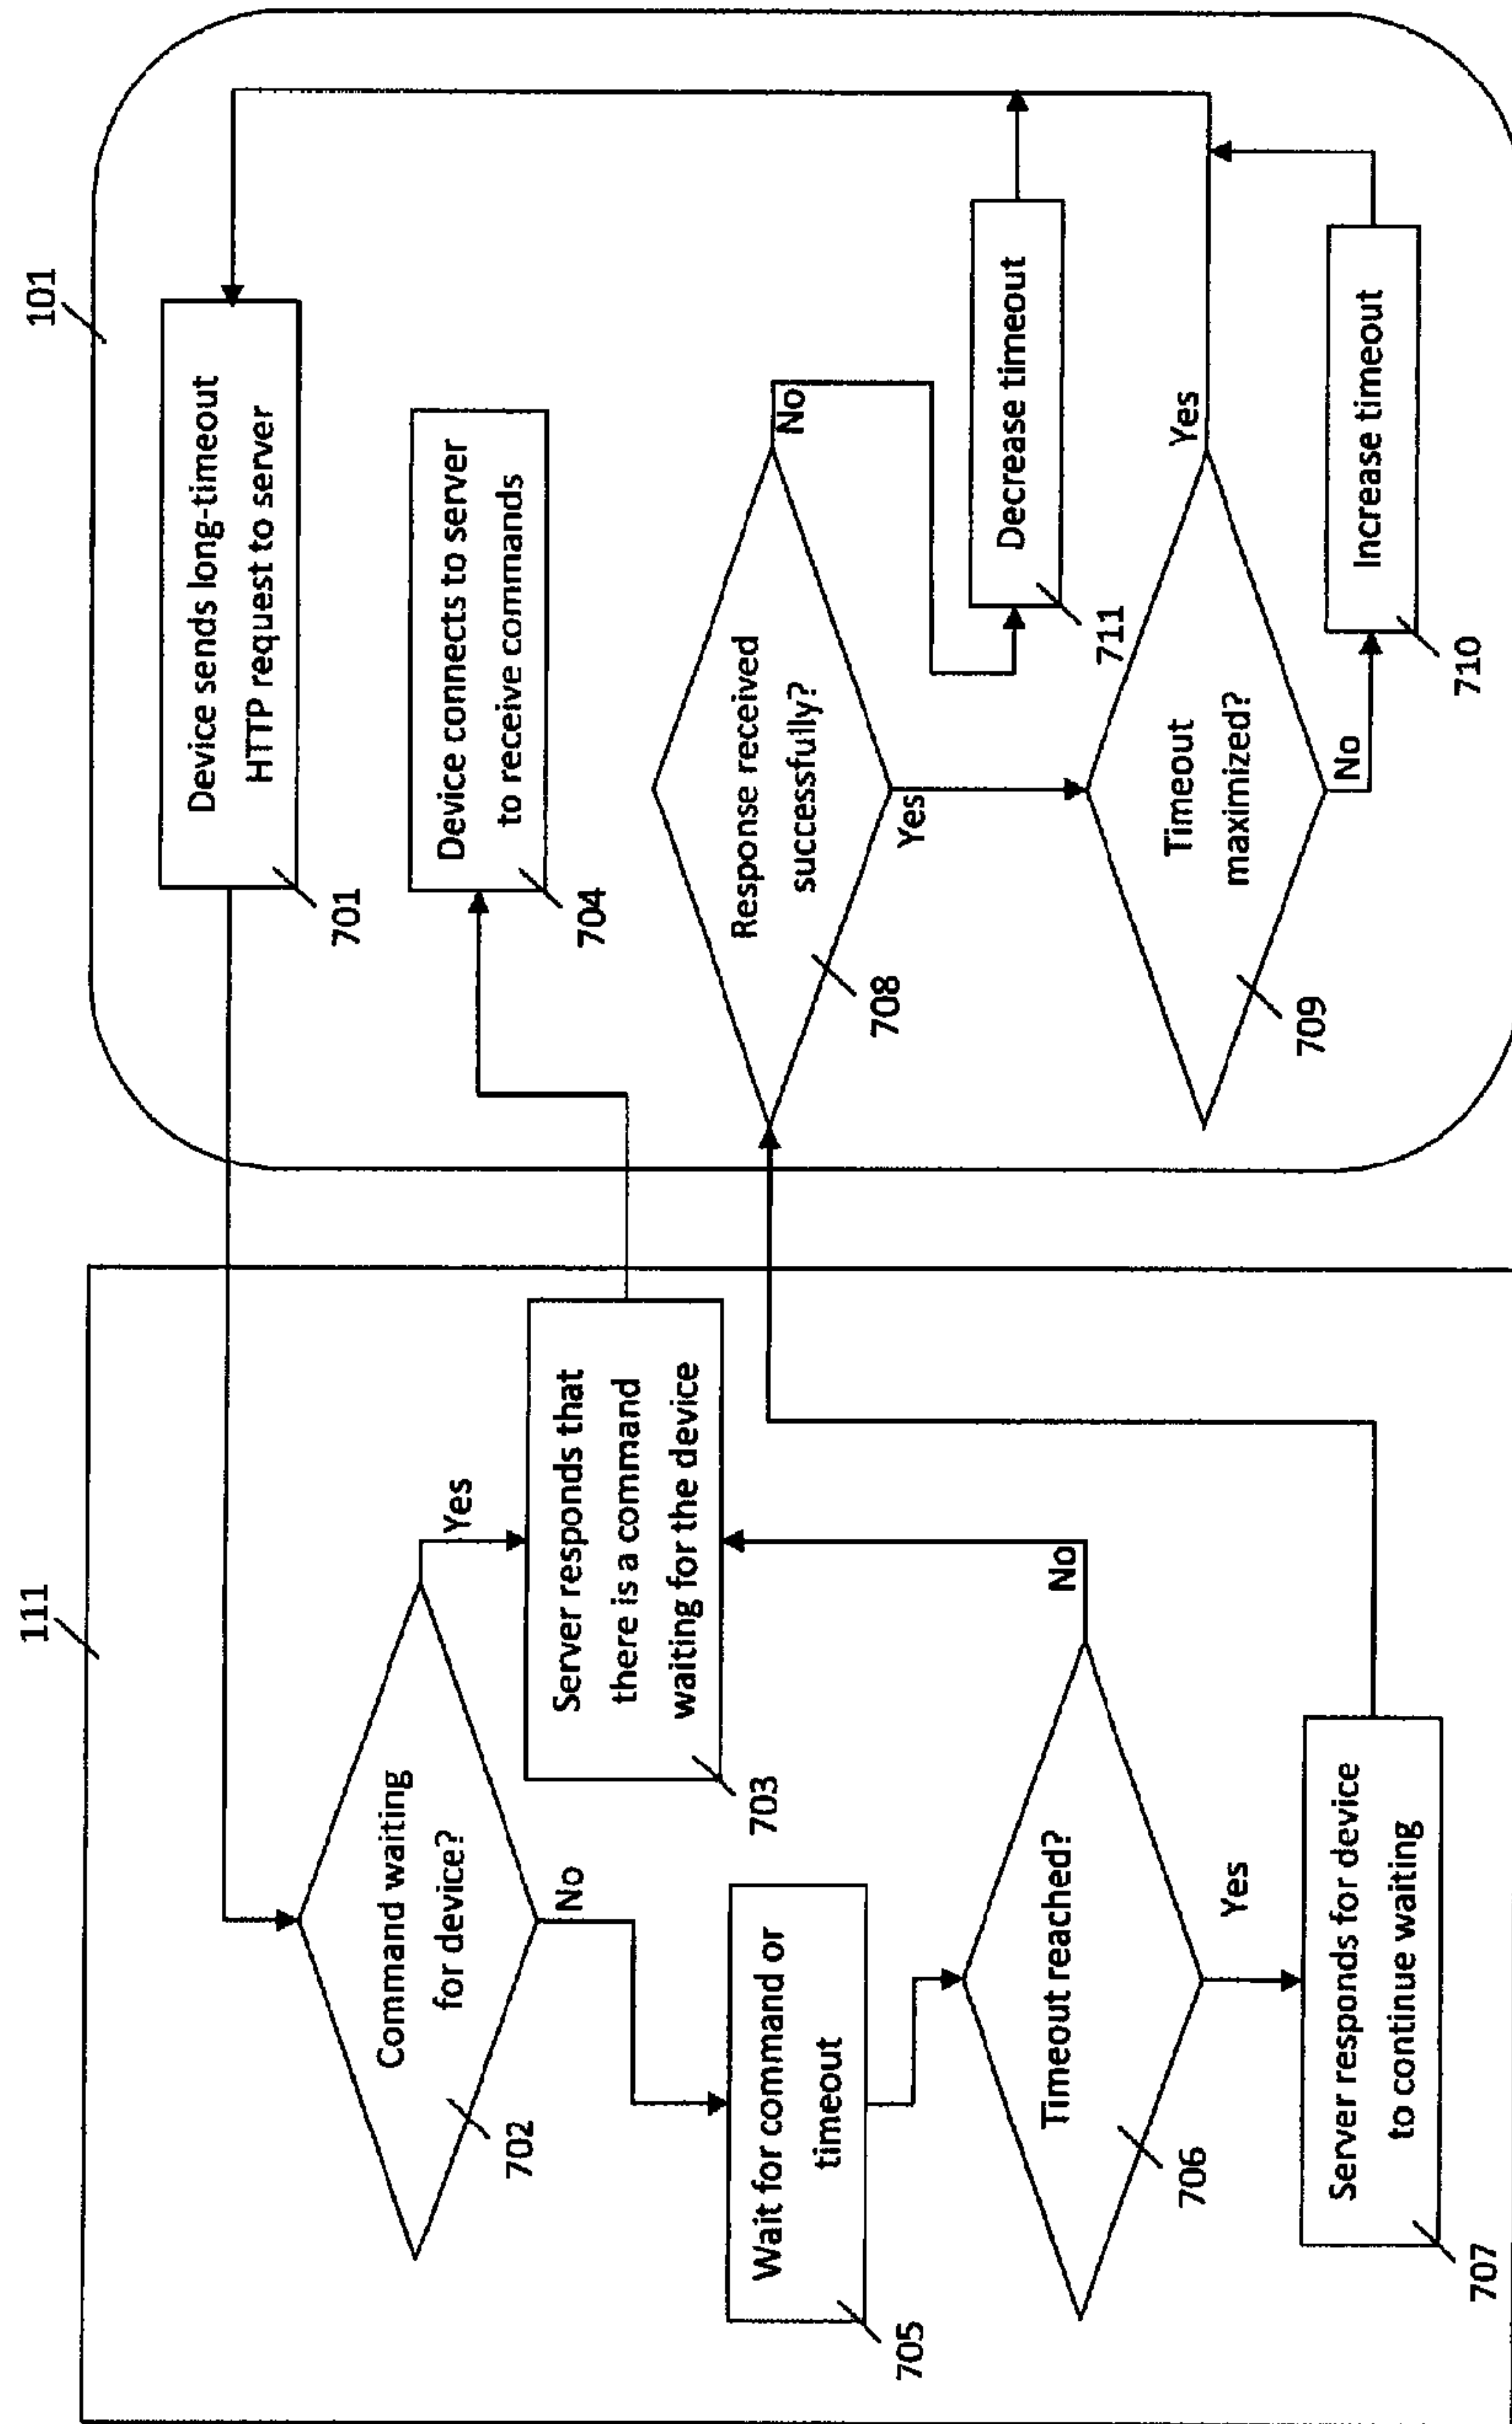 111
Command waiting
for device?
702
Yes
No
Server responds that
there is a command
waiting for the device
703
Wait for command or
timeout
705
Timeout reached?
706
No
Yes
Server responds for device
to continue waiting
707
101
Device sends long-timeout
HTTP request to server
701
Device connects to server
to receive commands
704
Response received
successfully?
708
No
Yes
Decrease timeout
711
Timeout
maximized?
709
Yes
No
Increase timeout
710